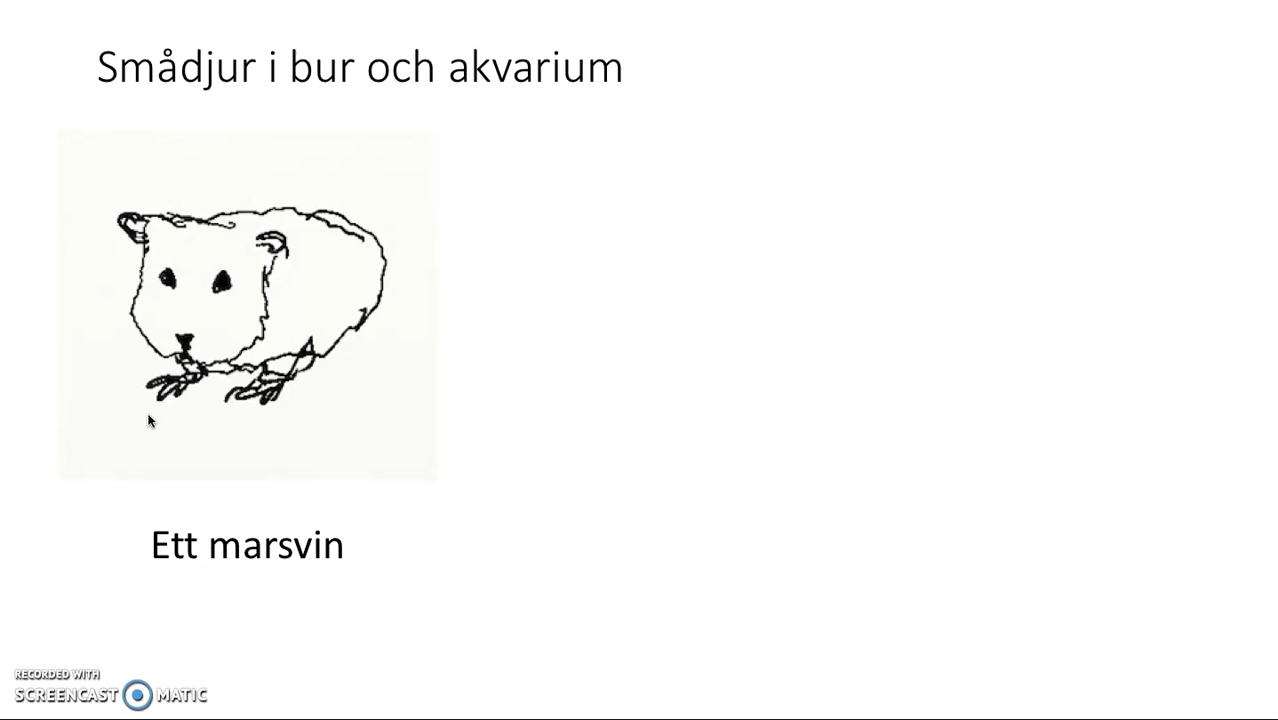 Smådjur i bur och akvarium
Ett marsvin
RECORDED WITH
SCREENCAST MATIC